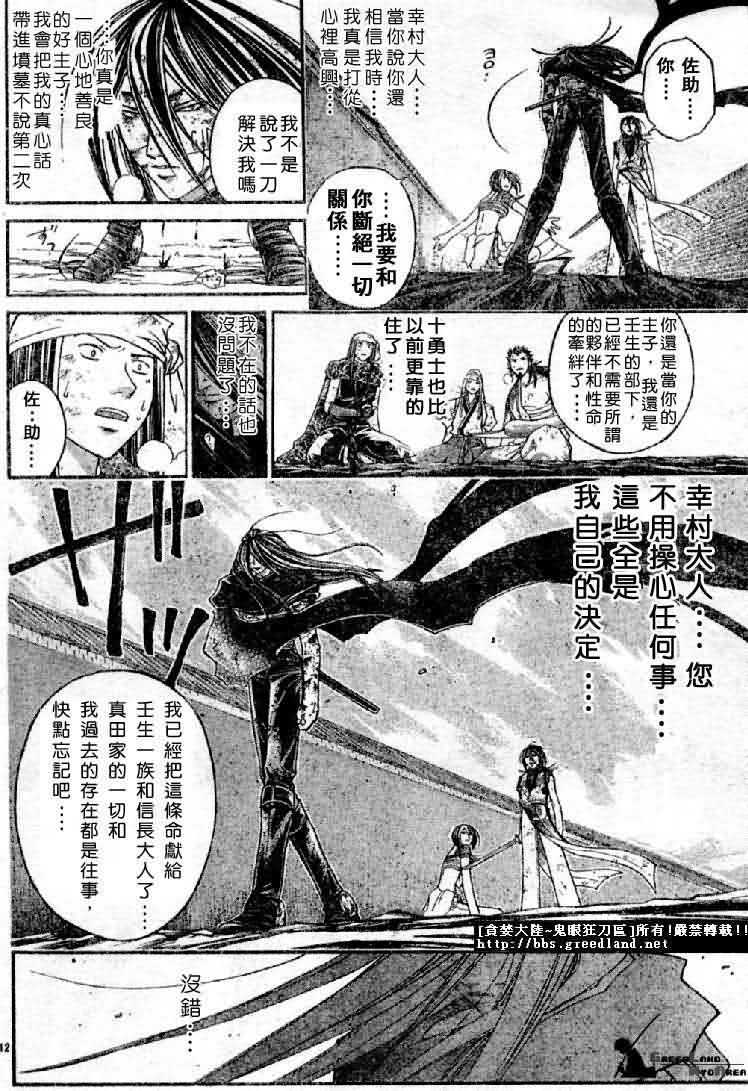 佐助
你‥‥
幸村大人‥‥
當你說你還
相信我時‥‥
我真是打從
心裡高興‥‥
‥‥我要和
你斷絕一切
關係‥‥‥
我不是
說了一刀
解決我嗎
‥‥你真是
一個心地善良
的好主子‥‥
我會把我的真心話
帶進墳墓不說第二次
你還是當你的
主子，我還是
壬生的部下，
已經不需要所謂
的夥伴和性命
的牽絆了‥‥
十勇士也比
以前更靠的
住了‥‥
我不在的話也
沒問題了‥‥
佐‥助
‥‥
幸村大人‥‥您
不用操心任何事‥‥
這些全是
我自己的決定‥‥
我已經把這條命獻給
壬生一族和信長大人了‥‥
真田家的一切和
我過去的存在都是往事，
快點忘記吧‥‥
[貪婪大陸~鬼眼狂刀區]所有!嚴禁轉載!!
http://bbs.greedland.net
沒錯‥‥
12
GREED LAND
KYO AREA